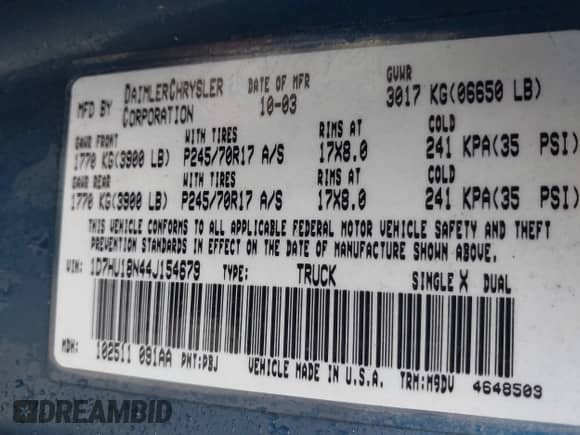 MFD BY DAIMLERCHRYSLER CORPORATION DATE OF MFR 10-03 GVWR 3017 KG(06650 LB)
GAWR FRONT WITH TIRES RIMS AT COLD
1770 KG(3900 LB) P245/70R17 A/S 17X8.0 241 KPA(35 PSI)
GAWR REAR WITH TIRES RIMS AT COLD
1770 KG(3900 LB) P245/70R17 A/S 17X8.0 241 KPA(35 PSI)
THIS VEHICLE CONFORMS TO ALL APPLICABLE FEDERAL MOTOR VEHICLE SAFETY AND THEFT
PREVENTION STANDARDS IN EFFECT ON THE DATE OF MANUFACTURE SHOWN ABOVE.
VIN: 1D7HU18N44J154679 TYPE: TRUCK SINGLE X DUAL
MDH: 102511 091AA PNT:PBJ VEHICLE MADE IN U.S.A. TRM:M9DV 4648509
DREAMBID